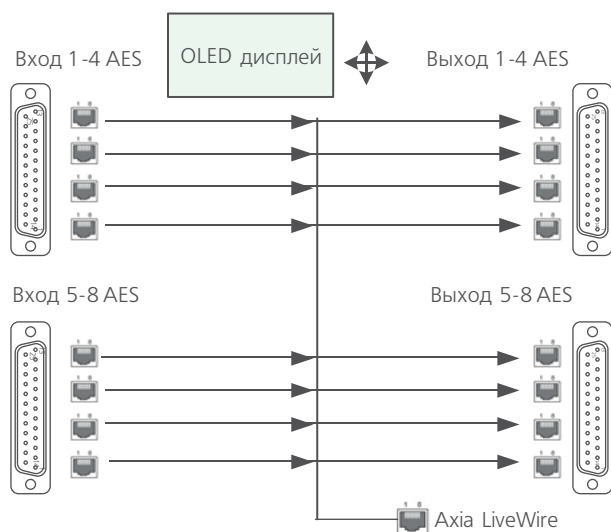 Вход 1-4 AES
OLED дисплей
Выход 1-4 AES
Вход 5-8 AES
Выход 5-8 AES
Axia LiveWire